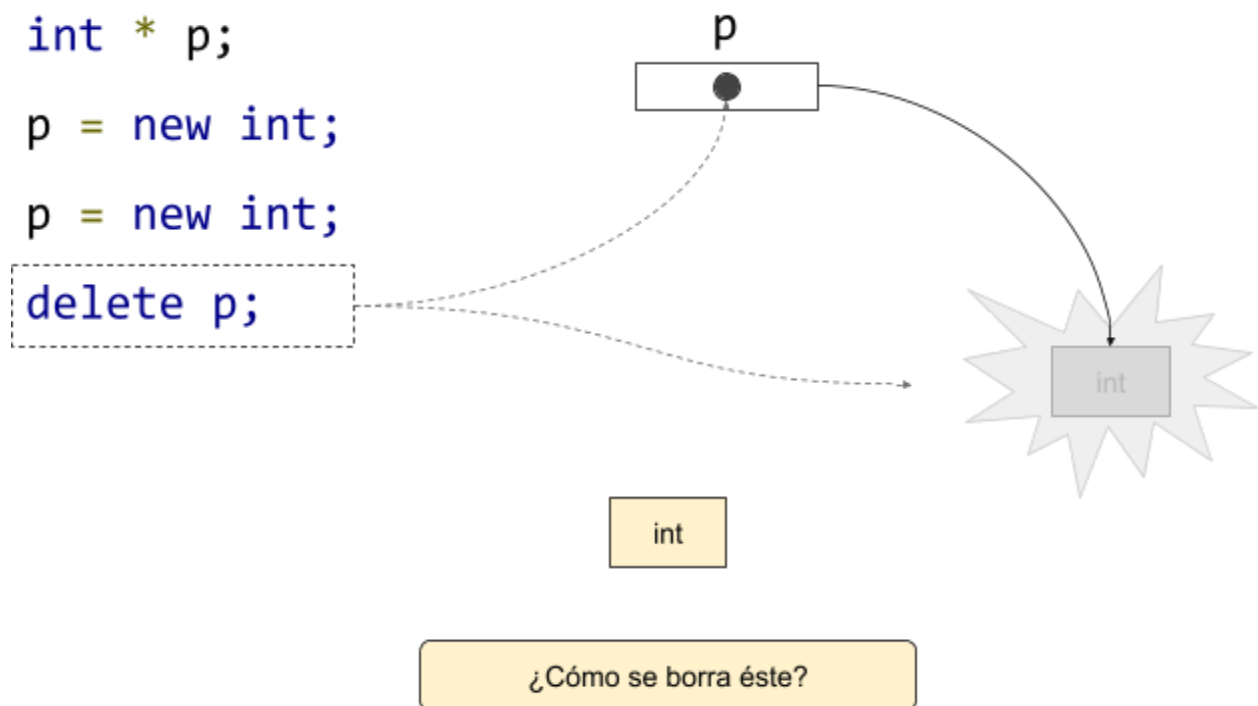 int * p;
p = new int;
p = new int;
delete p;
p
int
int
¿Cómo se borra éste?